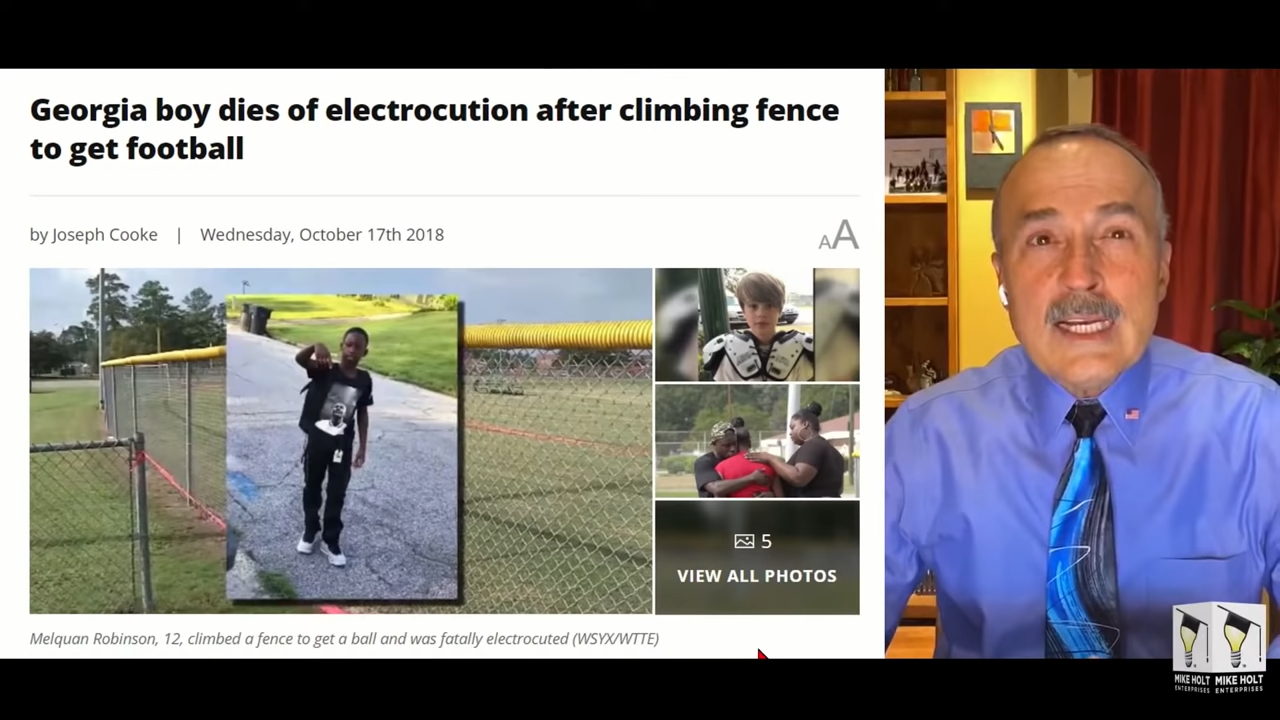 Georgia boy dies of electrocution after climbing fence
to get football
by Joseph Cooke | Wednesday, October 17th 2018
AA
5
VIEW ALL PHOTOS
Melquan Robinson, 12, climbed a fence to get a ball and was fatally electrocuted (WSYX/WTTE)
MIKE HOLT
ENTERPRISES
MIKE HOLT
ENTERPRISES